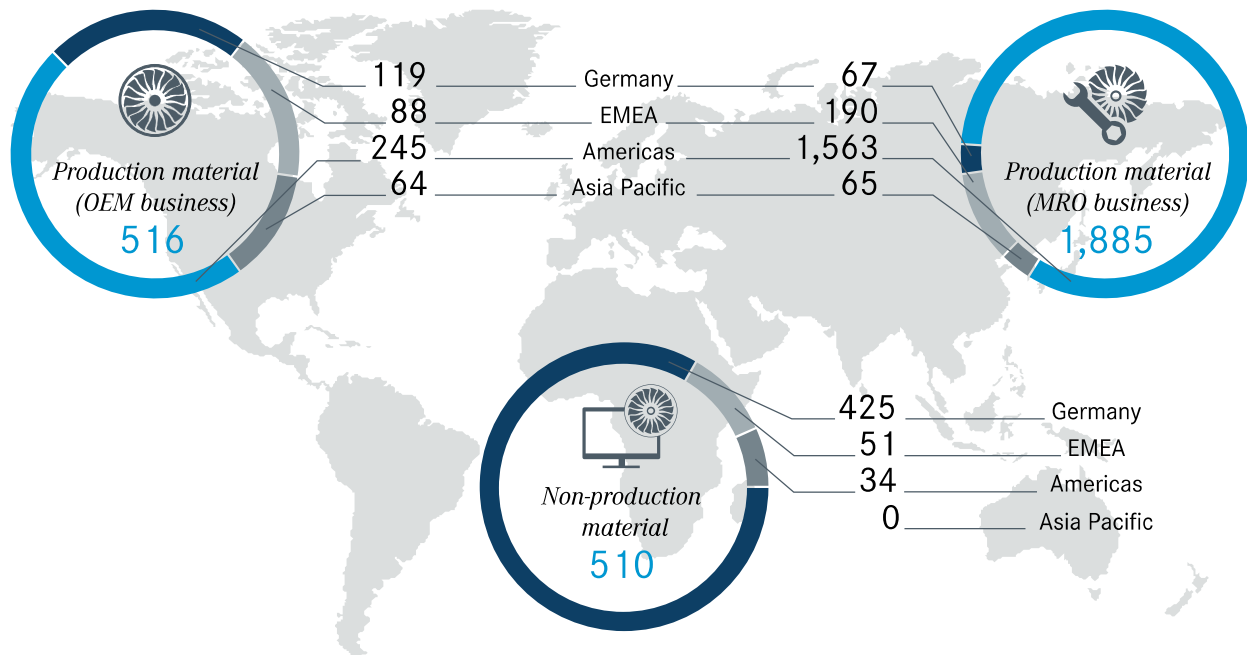 Production material
(OEM business)
516
119 Germany 67
88 EMEA 190
245 Americas 1,563
64 Asia Pacific 65
Production material
(MRO business)
1,885
Non-production
material
510
425 Germany
51 EMEA
34 Americas
0 Asia Pacific